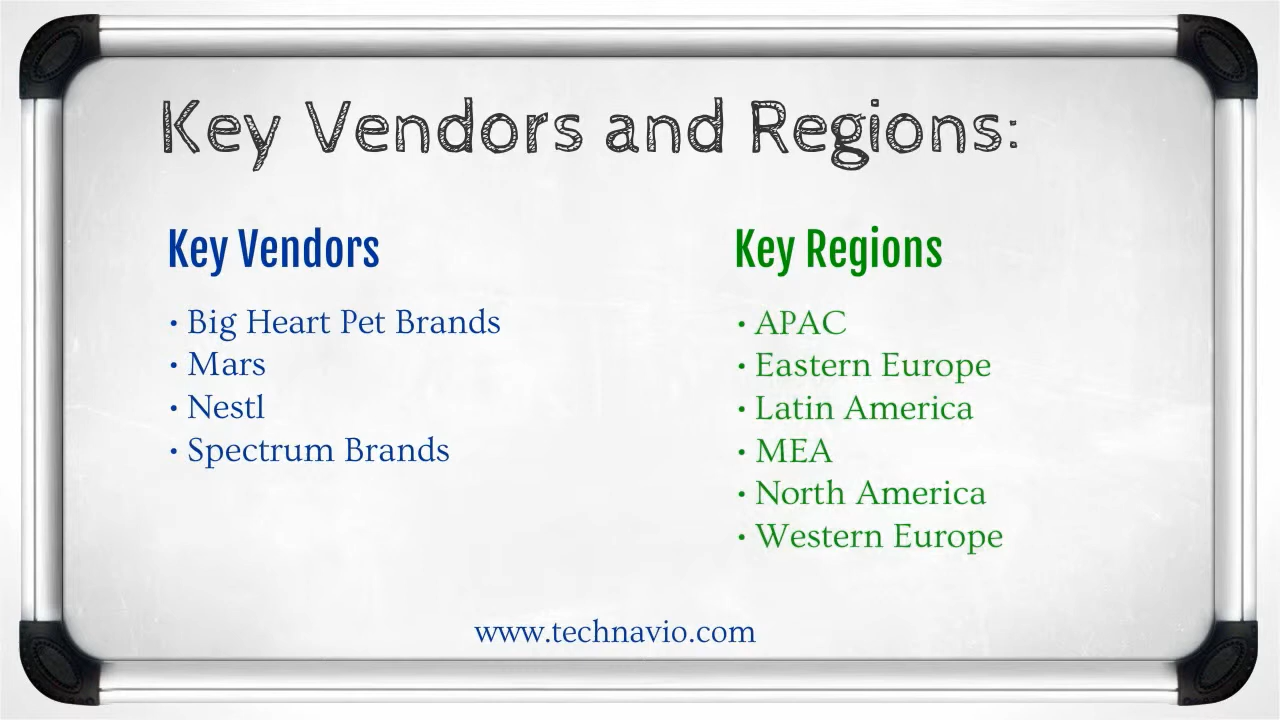 Key Vendors and Regions:
Key Vendors
• Big Heart Pet Brands
• Mars
• Nestl
• Spectrum Brands
Key Regions
• APAC
• Eastern Europe
• Latin America
• MEA
• North America
• Western Europe
www.technavio.com